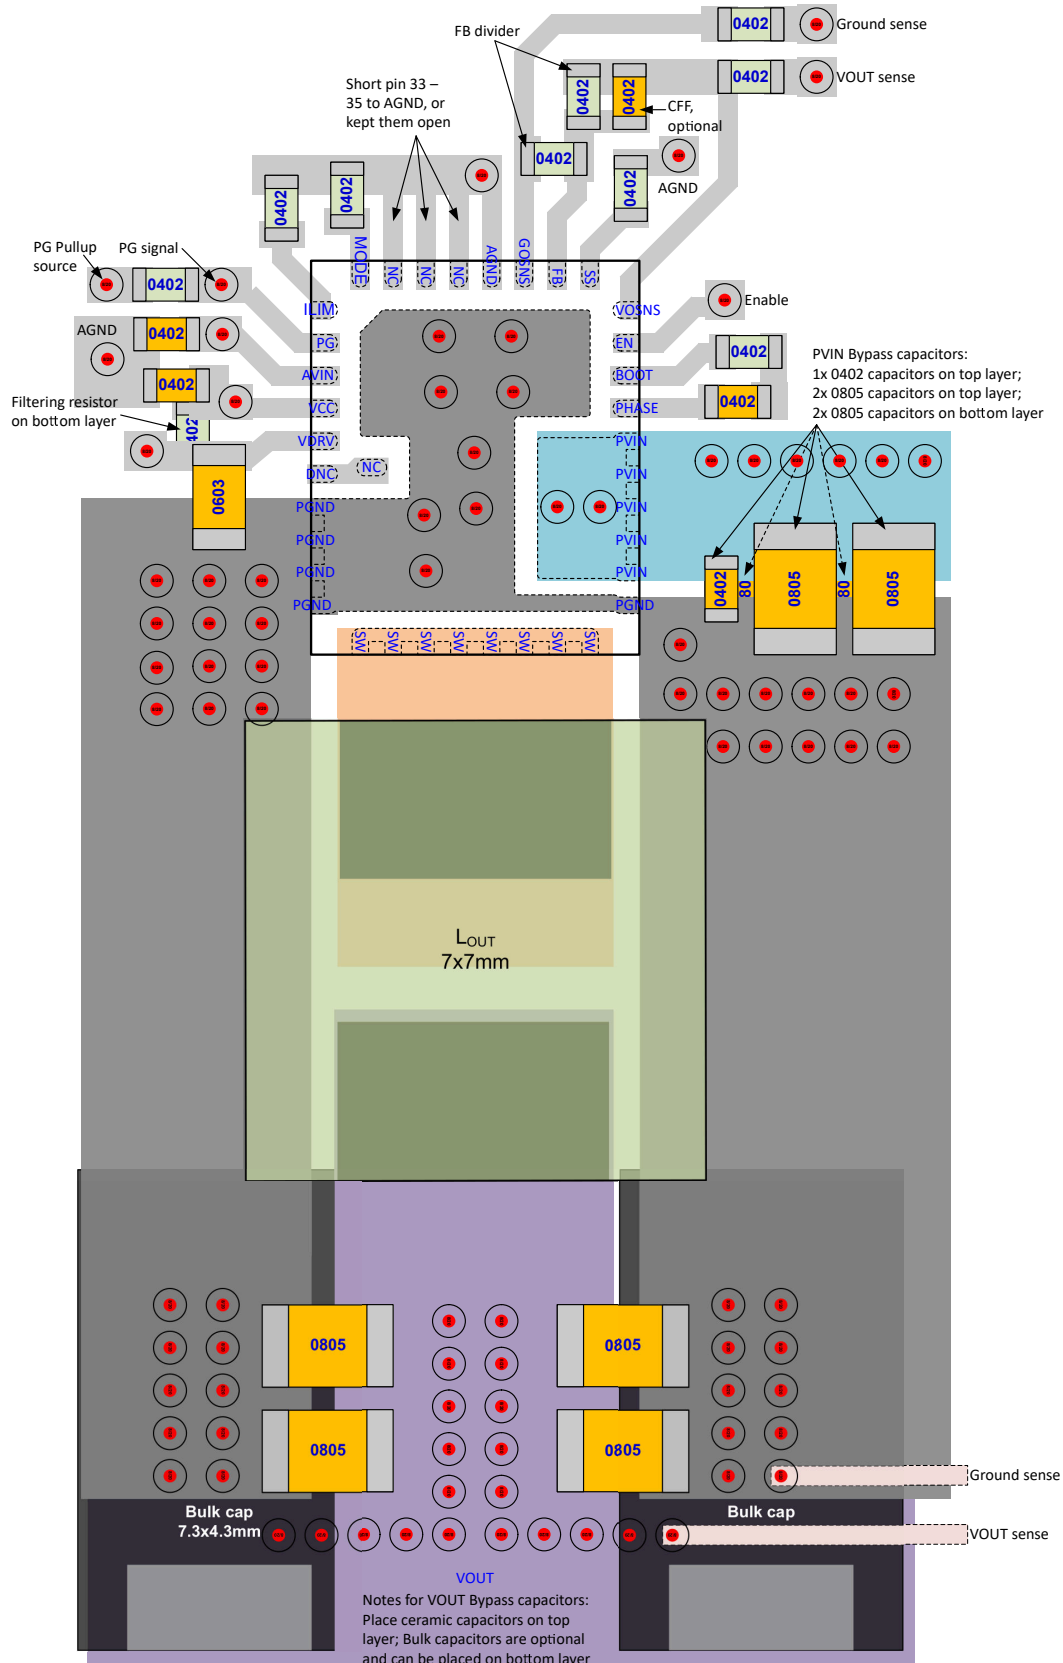 0402
Ground sense
FB divider
0402
VOUT sense
0402
0402
Short pin 33 –
35 to AGND, or
kept them open
CFF,
optional
0402
AGND
0402
0402
0402
PG Pullup
source
PG signal
0402
MODE
NC
NC
NC
AGND
GOSNS
FB
SS
ILIM
VOSNS
Enable
AGND
0402
PG
EN
0402
PVIN Bypass capacitors:
1x 0402 capacitors on top layer;
2x 0805 capacitors on top layer;
2x 0805 capacitors on bottom layer
0402
AVIN
BOOT
Filtering resistor
on bottom layer
402
VCC
PHASE
0402
VDRV
PVIN
NC
DNC
PVIN
0603
PGND
PVIN
PGND
PVIN
PGND
PVIN
PGND
PGND
0402
80
0805
80
0805
SW
SW
SW
SW
SW
SW
SW
SW
LOUT
7x7mm
0805
0805
0805
0805
Ground sense
Bulk cap
7.3x4.3mm
Bulk cap
VOUT sense
VOUT
Notes for VOUT Bypass capacitors:
Place ceramic capacitors on top
layer; Bulk capacitors are optional
and can be placed on bottom layer